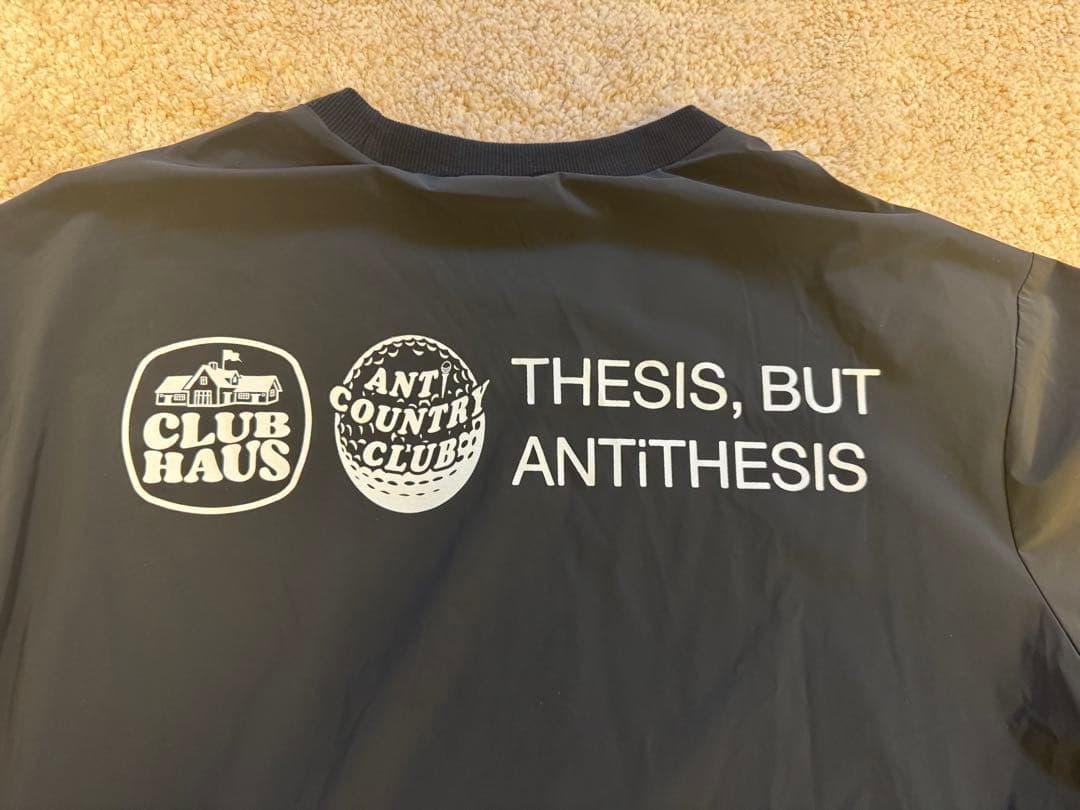 CLUB
HAUS
ANTi
COUNTRY
CLUB
THESIS, BUT
ANTiTHESIS